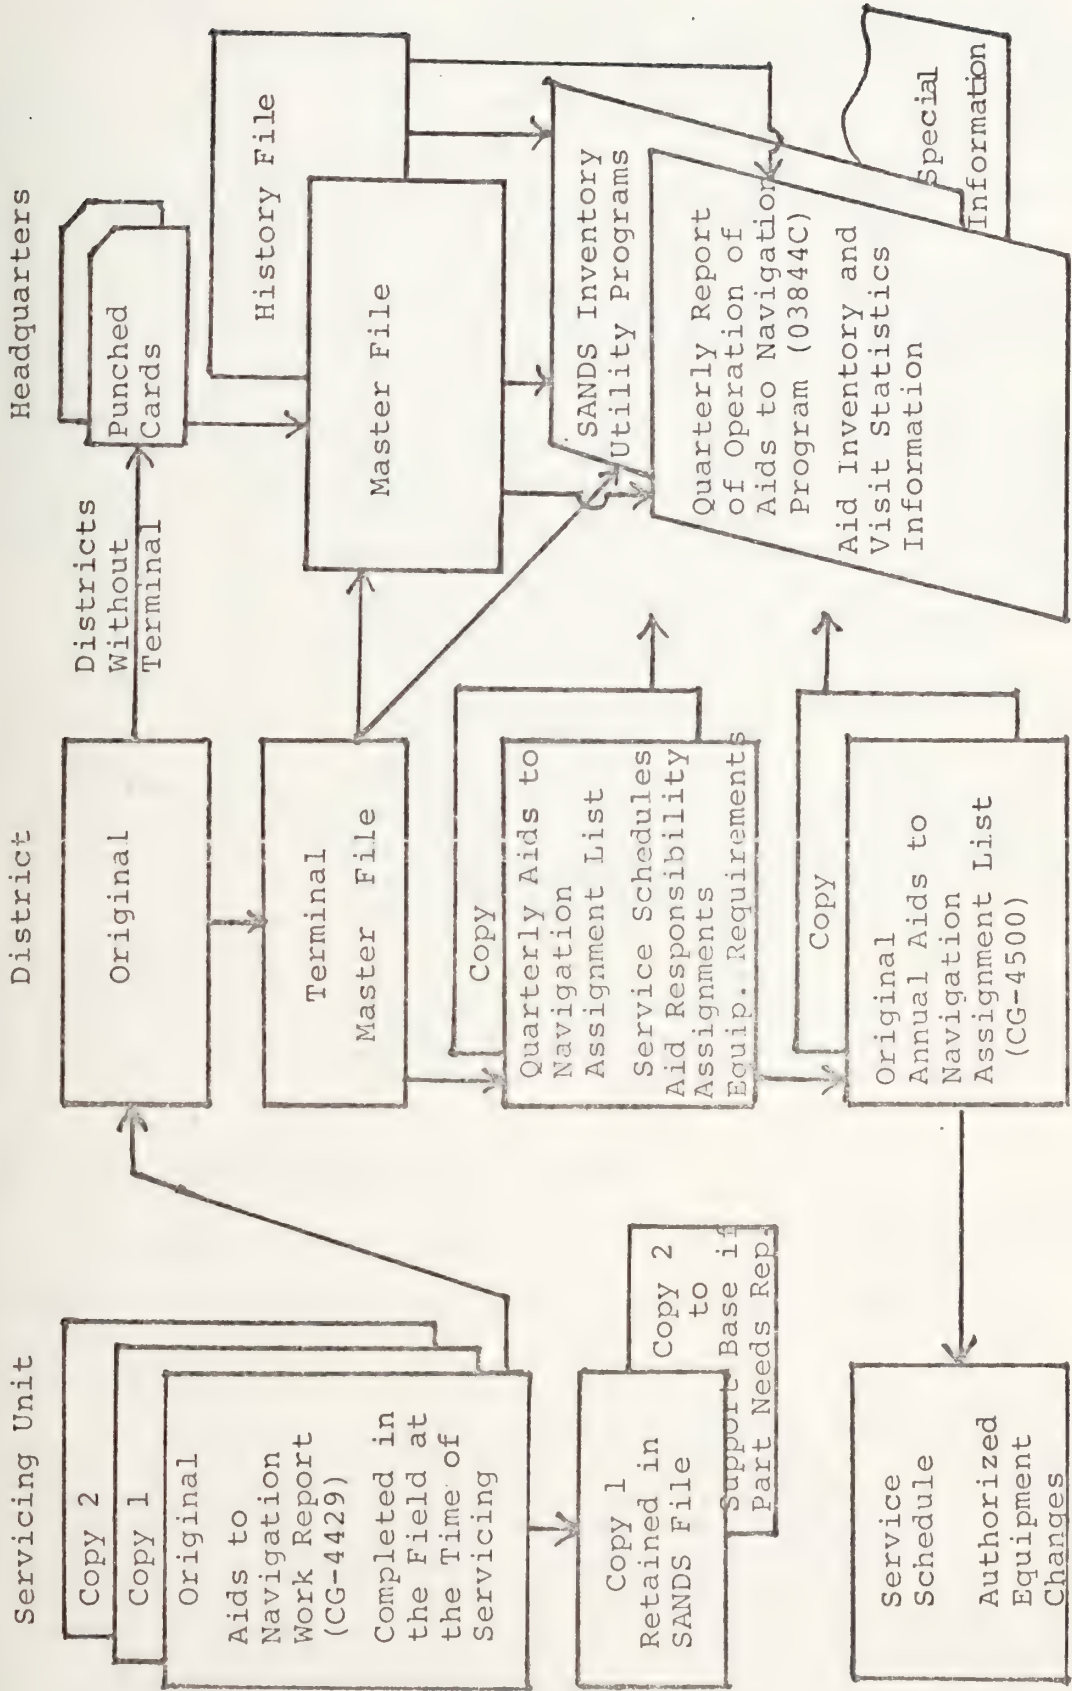 Servicing Unit
Copy 2
Copy 1
Original
Aids to
Navigation
Work Report
(CG-4429)
Completed in
the Field at
the Time of
Servicing
Copy 1
Retained in
SANDS File
Copy 2
to
Support Base if
Part Needs Rep.
Service
Schedule
Authorized
Equipment
Changes
District
Original
Terminal
Master File
Copy
Quarterly Aids to
Navigation
Assignment List
Service Schedules
Aid Responsibility
Assignments
Equip. Requirements
Copy
Original
Annual Aids to
Navigation
Assignment List
(CG-4500)
Districts
Without
Terminal
Headquarters
Punched
Cards
History File
Master File
SANDS Inventory
Utility Programs
Quarterly Report
of Operation of
Aids to Navigation
Program (03844C)
Aid Inventory and
Visit Statistics
Information
Special
Information